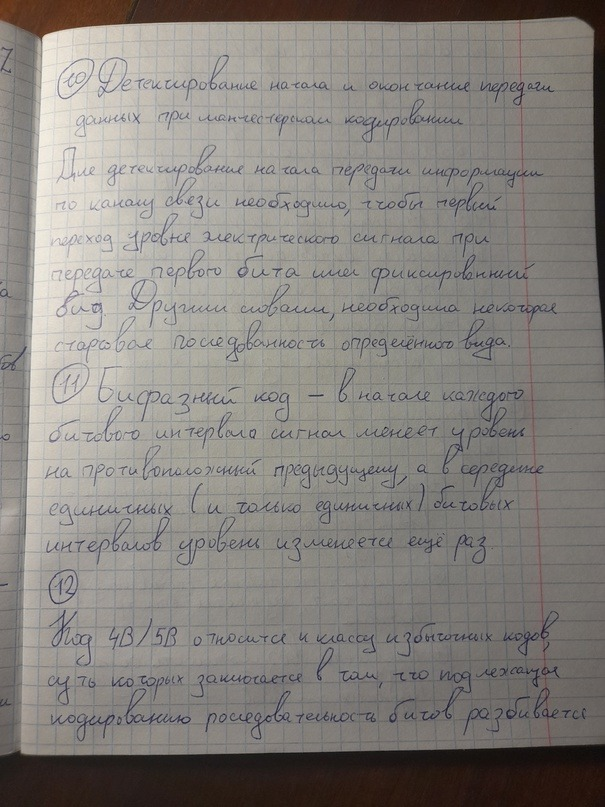 10 Детектирование начала и окончание передачи
данных при манчестерском кодировании
Для детектирование начала передачи информации
по каналу связи необходимо, чтобы первый
переход уровня электрического сигнала при
передаче первого бита имел фиксированный
вид. Другими словами, необходима некоторая
стартовая последованность определённого вида.
11 Бифазный код – в начале каждого
битового интервала сигнал меняет уровень
на противоположный предыдущему, а в середине
единичных (и только единичных) битовых
интервалов уровень изменяется ещё раз.
12
Код 4B/5B относится к классу избыточных кодов,
суть которых заключается в том, что подлежащая
кодированию последовательность битов разбивается